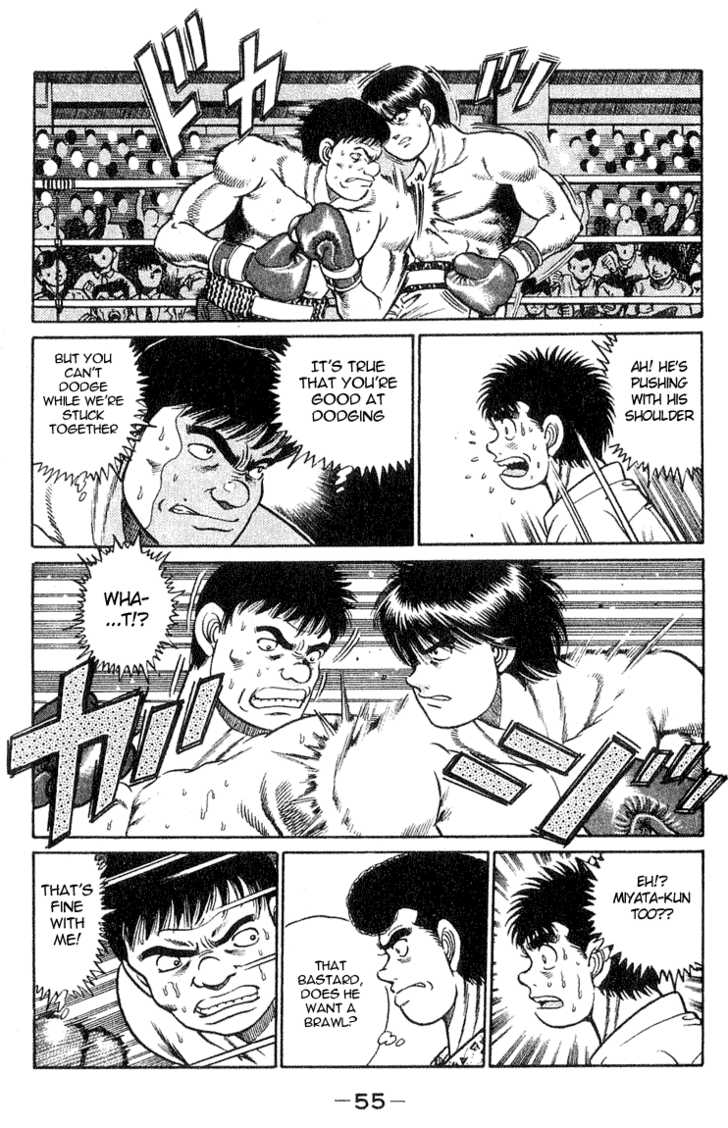 ドカッ
AH! HE'S
PUSHING
WITH HIS
SHOULDER
IT'S TRUE
THAT YOU'RE
GOOD AT
DODGING
BUT YOU
CAN'T
DODGE
WHILE WE'RE
STUCK
TOGETHER
WHA-
...T!?
ガシッ
EH!?
MIYATA-KUN
TOO??
THAT
BASTARD,
DOES HE
WANT A
BRAWL?
THAT'S
FINE
WITH
ME!
-55-